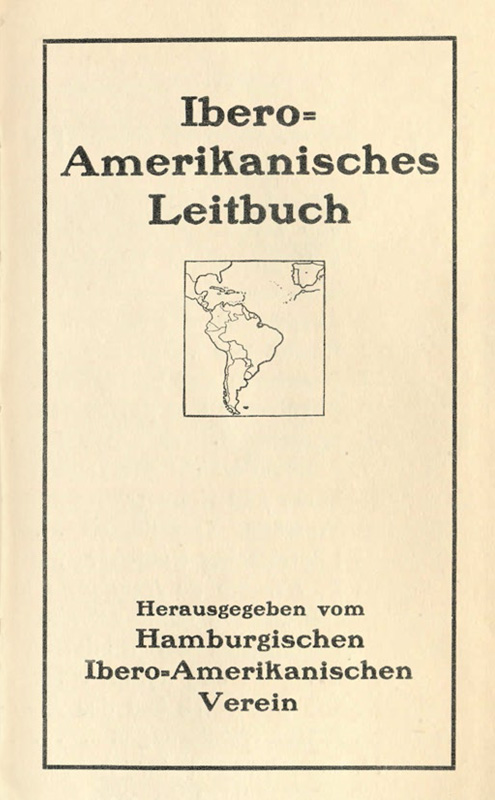 Ibero=
Amerikanisches
Leitbuch
Herausgegeben vom
Hamburgischen
Ibero=Amerikanischen
Verein